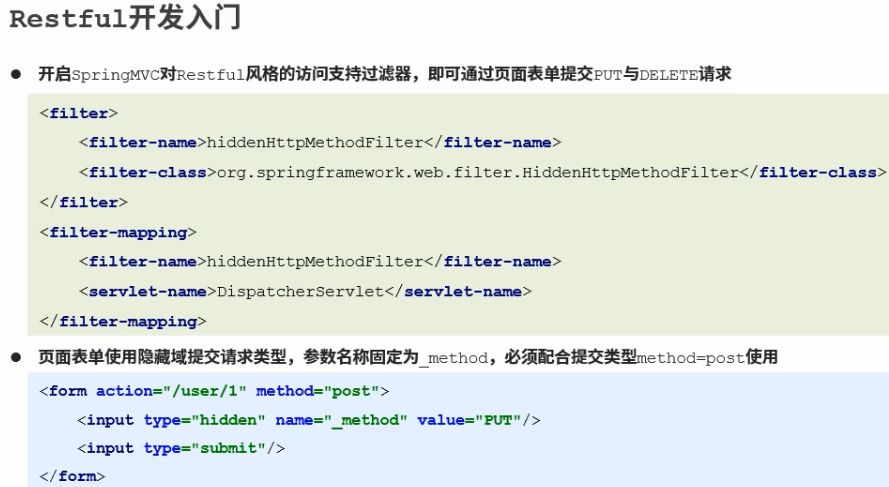 Restful开发入门
● 开启SpringMVC对Restful风格的访问支持过滤器，即可通过页面表单提交PUT与DELETE请求
<filter>
<filter-name>hiddenHttpMethodFilter</filter-name>
<filter-class>org.springframework.web.filter.HiddenHttpMethodFilter</filter-class>
</filter>
<filter-mapping>
<filter-name>hiddenHttpMethodFilter</filter-name>
<servlet-name>DispatcherServlet</servlet-name>
</filter-mapping>
● 页面表单使用隐藏域提交请求类型，参数名称固定为_method，必须配合提交类型method=post使用
<form action="/user/1" method="post">
<input type="hidden" name="_method" value="PUT"/>
<input type="submit"/>
</form>